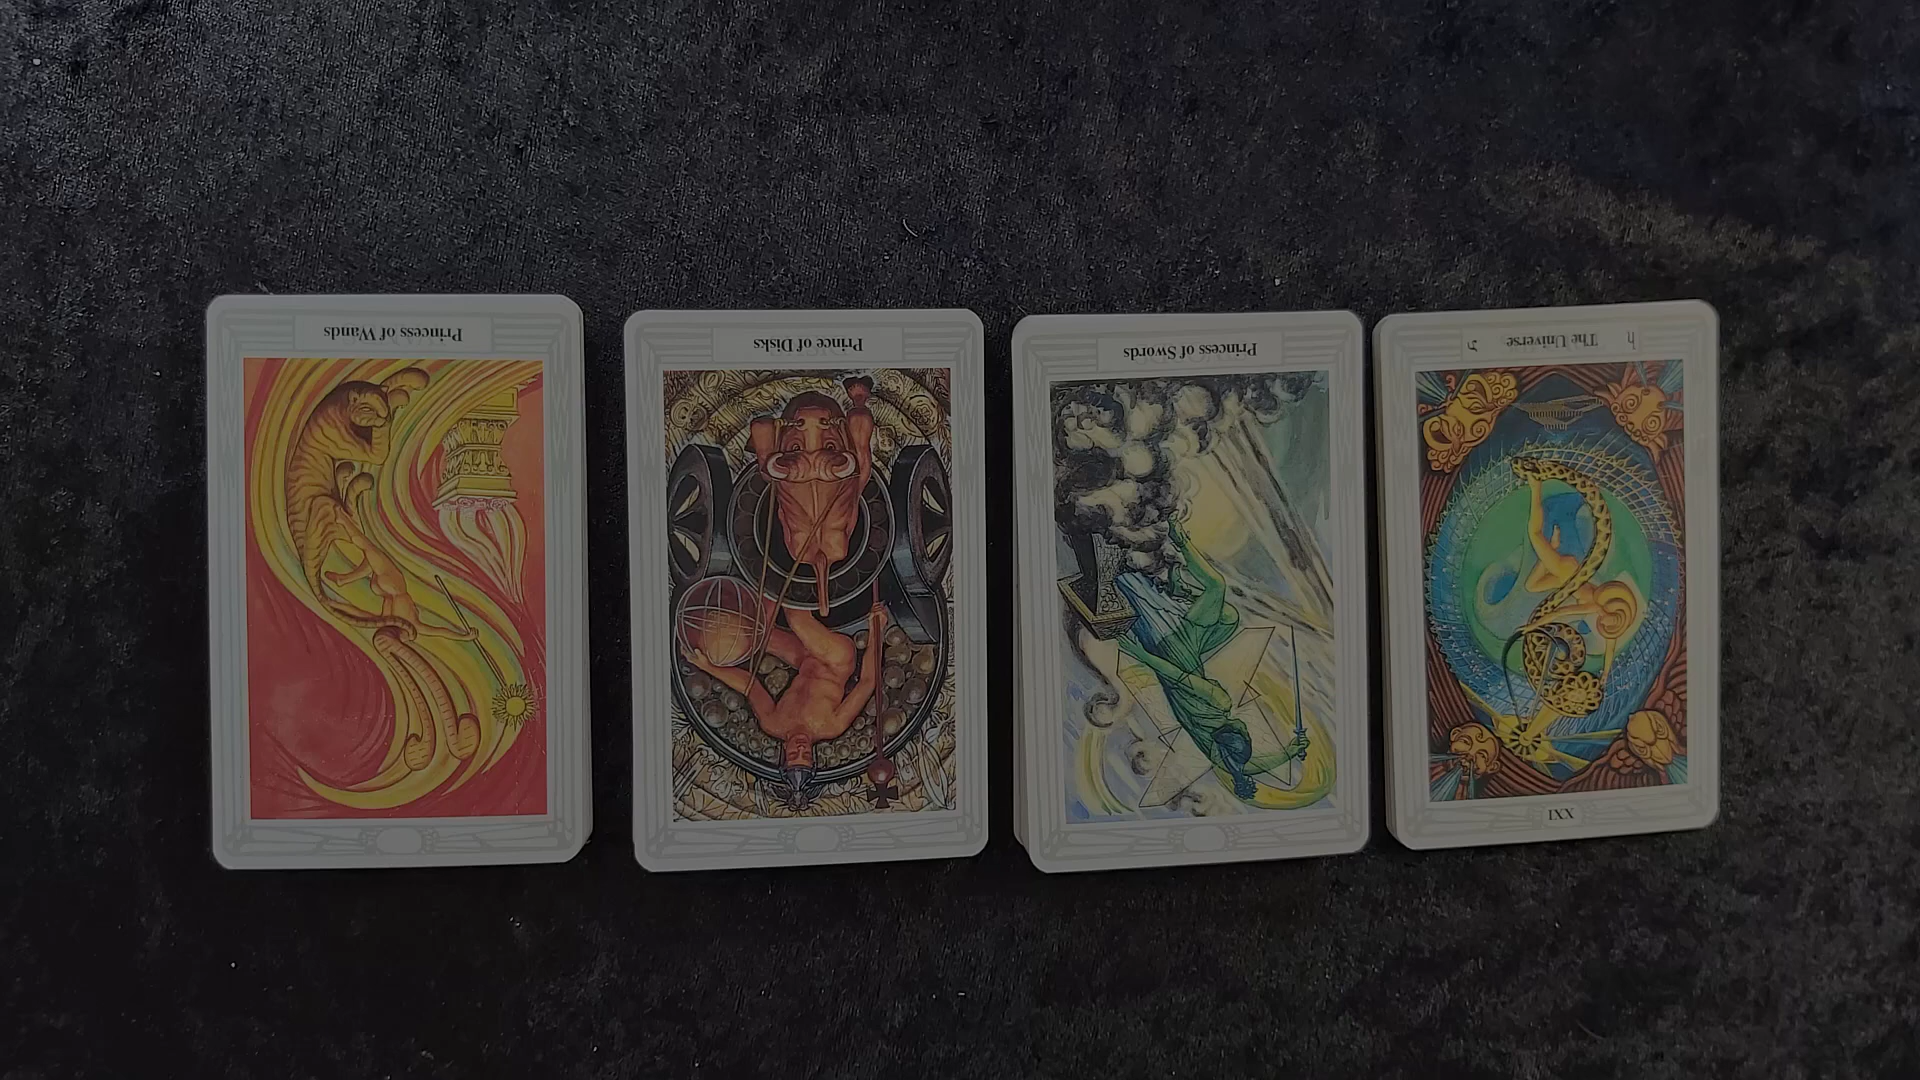 Princess of Wands
Prince of Disks
Princess of Swords
The Universe
XXI